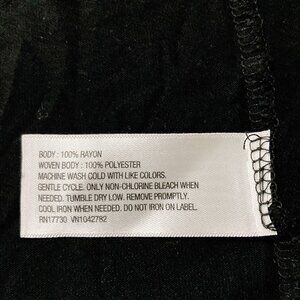 BODY : 100% RAYON
WOVEN BODY : 100% POLYESTER
MACHINE WASH COLD WITH LIKE COLORS.
GENTLE CYCLE. ONLY NON-CHLORINE BLEACH WHEN
NEEDED. TUMBLE DRY LOW. REMOVE PROMPTLY.
COOL IRON WHEN NEEDED. DO NOT IRON ON LABEL.
RN17730 VN1042782